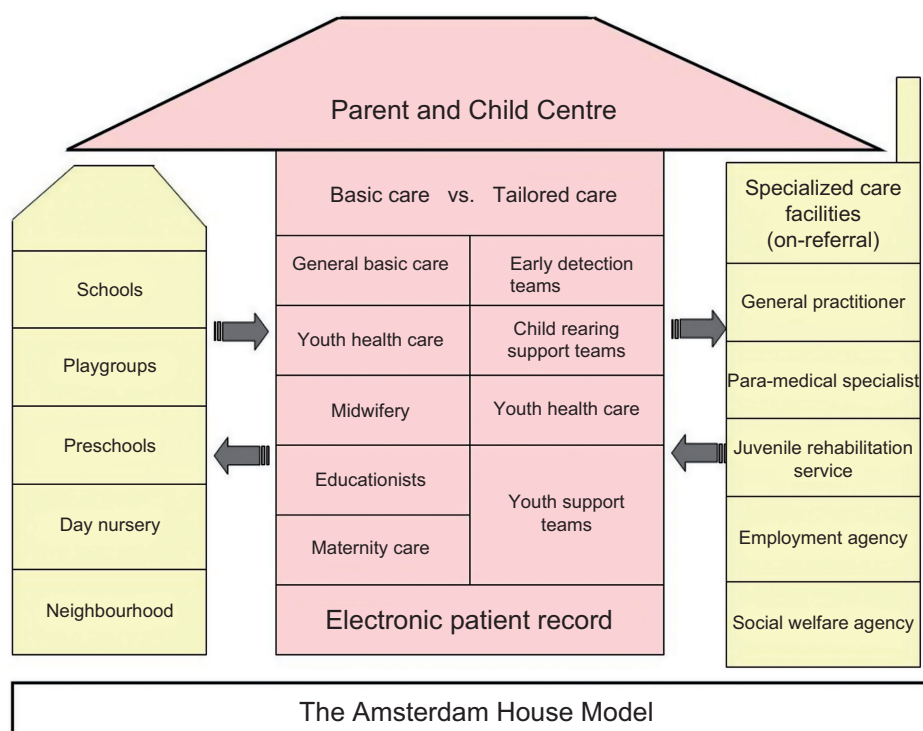 Parent and Child Centre
Basic care vs. Tailored care
General basic care
Youth health care
Midwifery
Educationists
Maternity care
Early detection
teams
Child rearing
support teams
Youth health care
Youth support
teams
Electronic patient record
Schools
Playgroups
Preschools
Day nursery
Neighbourhood
Specialized care
facilities
(on-referral)
General practitioner
Para-medical specialist
Juvenile rehabilitation
service
Employment agency
Social welfare agency
The Amsterdam House Model